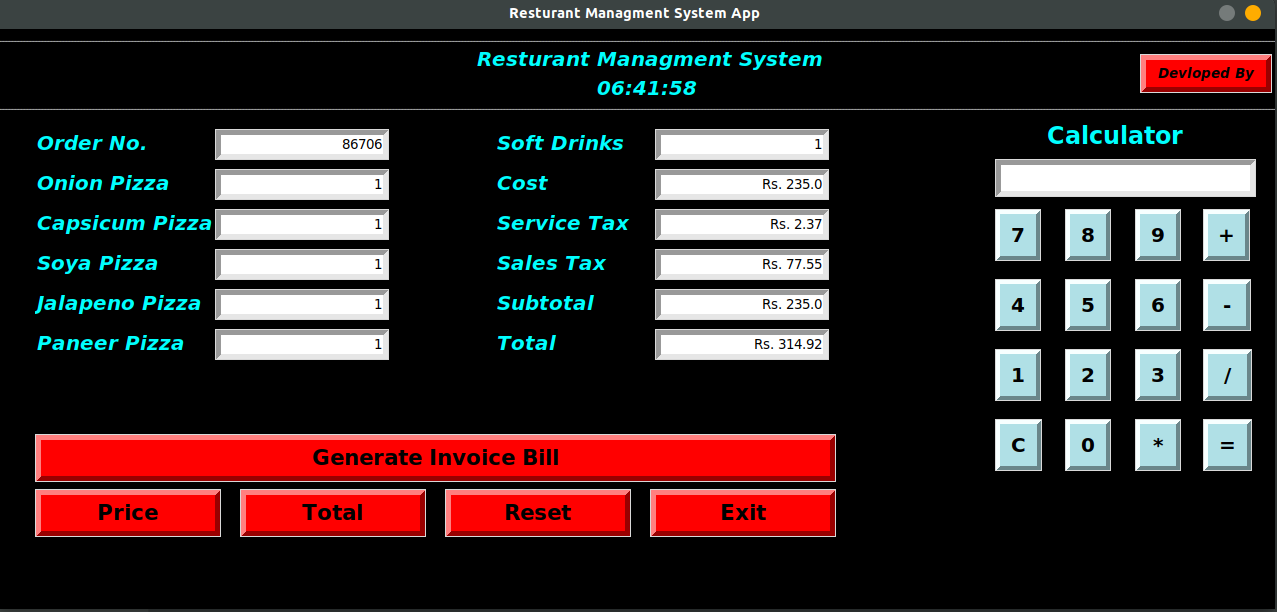 Resturant Managment System App
Resturant Managment System
06:41:58
Devloped By
Order No. 86706
Onion Pizza 1
Capsicum Pizza 1
Soya Pizza 1
Jalapeno Pizza 1
Paneer Pizza 1
Soft Drinks 1
Cost Rs. 235.0
Service Tax Rs. 2.37
Sales Tax Rs. 77.55
Subtotal Rs. 235.0
Total Rs. 314.92
Generate Invoice Bill
Price Total Reset Exit
Calculator
7 8 9 +
4 5 6 -
1 2 3 /
C 0 * =